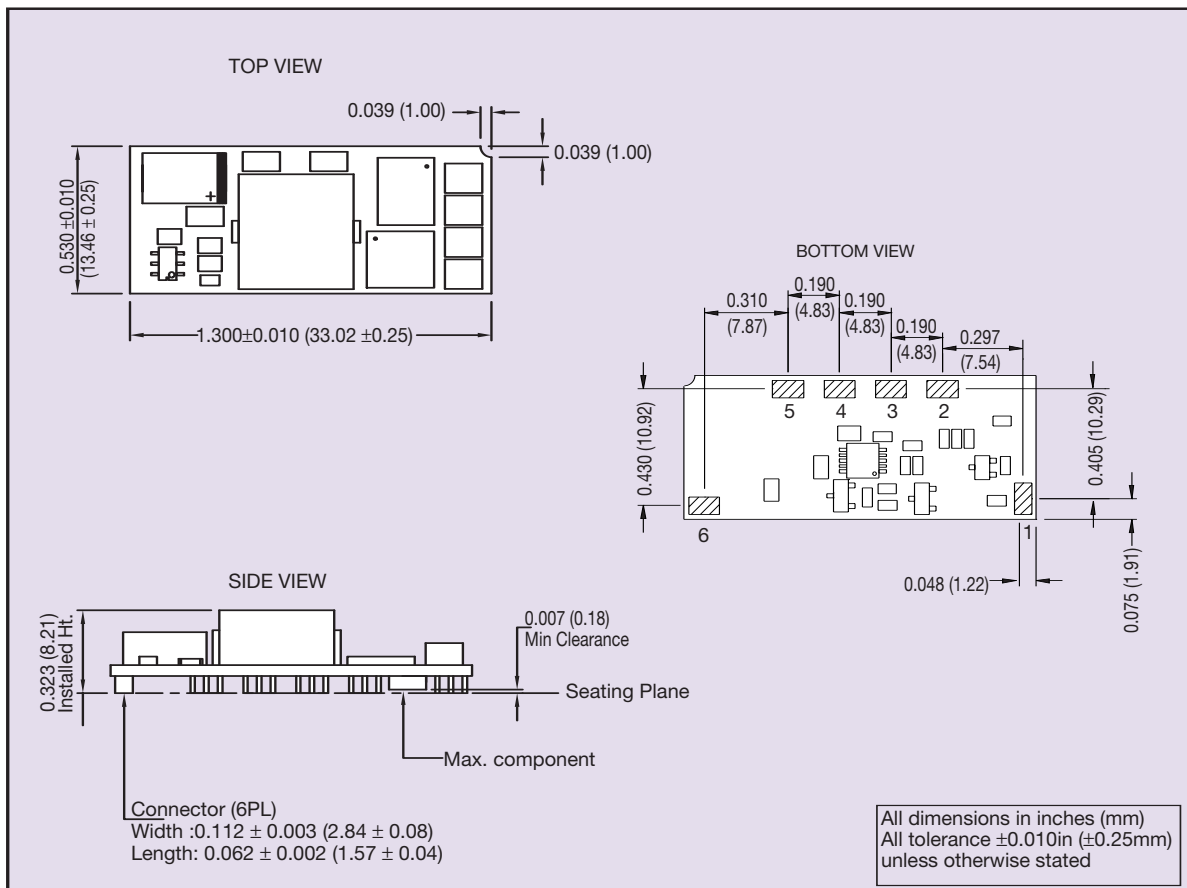 TOP VIEW
0.039 (1.00)
0.039 (1.00)
0.530 ±0.010
(13.46 ± 0.25)
+
1.300±0.010 (33.02 ±0.25)
BOTTOM VIEW
0.190
(4.83)
0.310
(7.87)
0.190
(4.83)
0.190
(4.83)
0.297
(7.54)
5
4
3
2
0.430 (10.92)
0.405 (10.29)
6
1
0.048 (1.22)
0.075 (1.91)
SIDE VIEW
0.323 (8.21)
Installed Ht.
0.007 (0.18)
Min Clearance
Seating Plane
Max. component
Connector (6PL)
Width :0.112 ± 0.003 (2.84 ± 0.08)
Length: 0.062 ± 0.002 (1.57 ± 0.04)
All dimensions in inches (mm)
All tolerance ±0.010in (±0.25mm)
unless otherwise stated